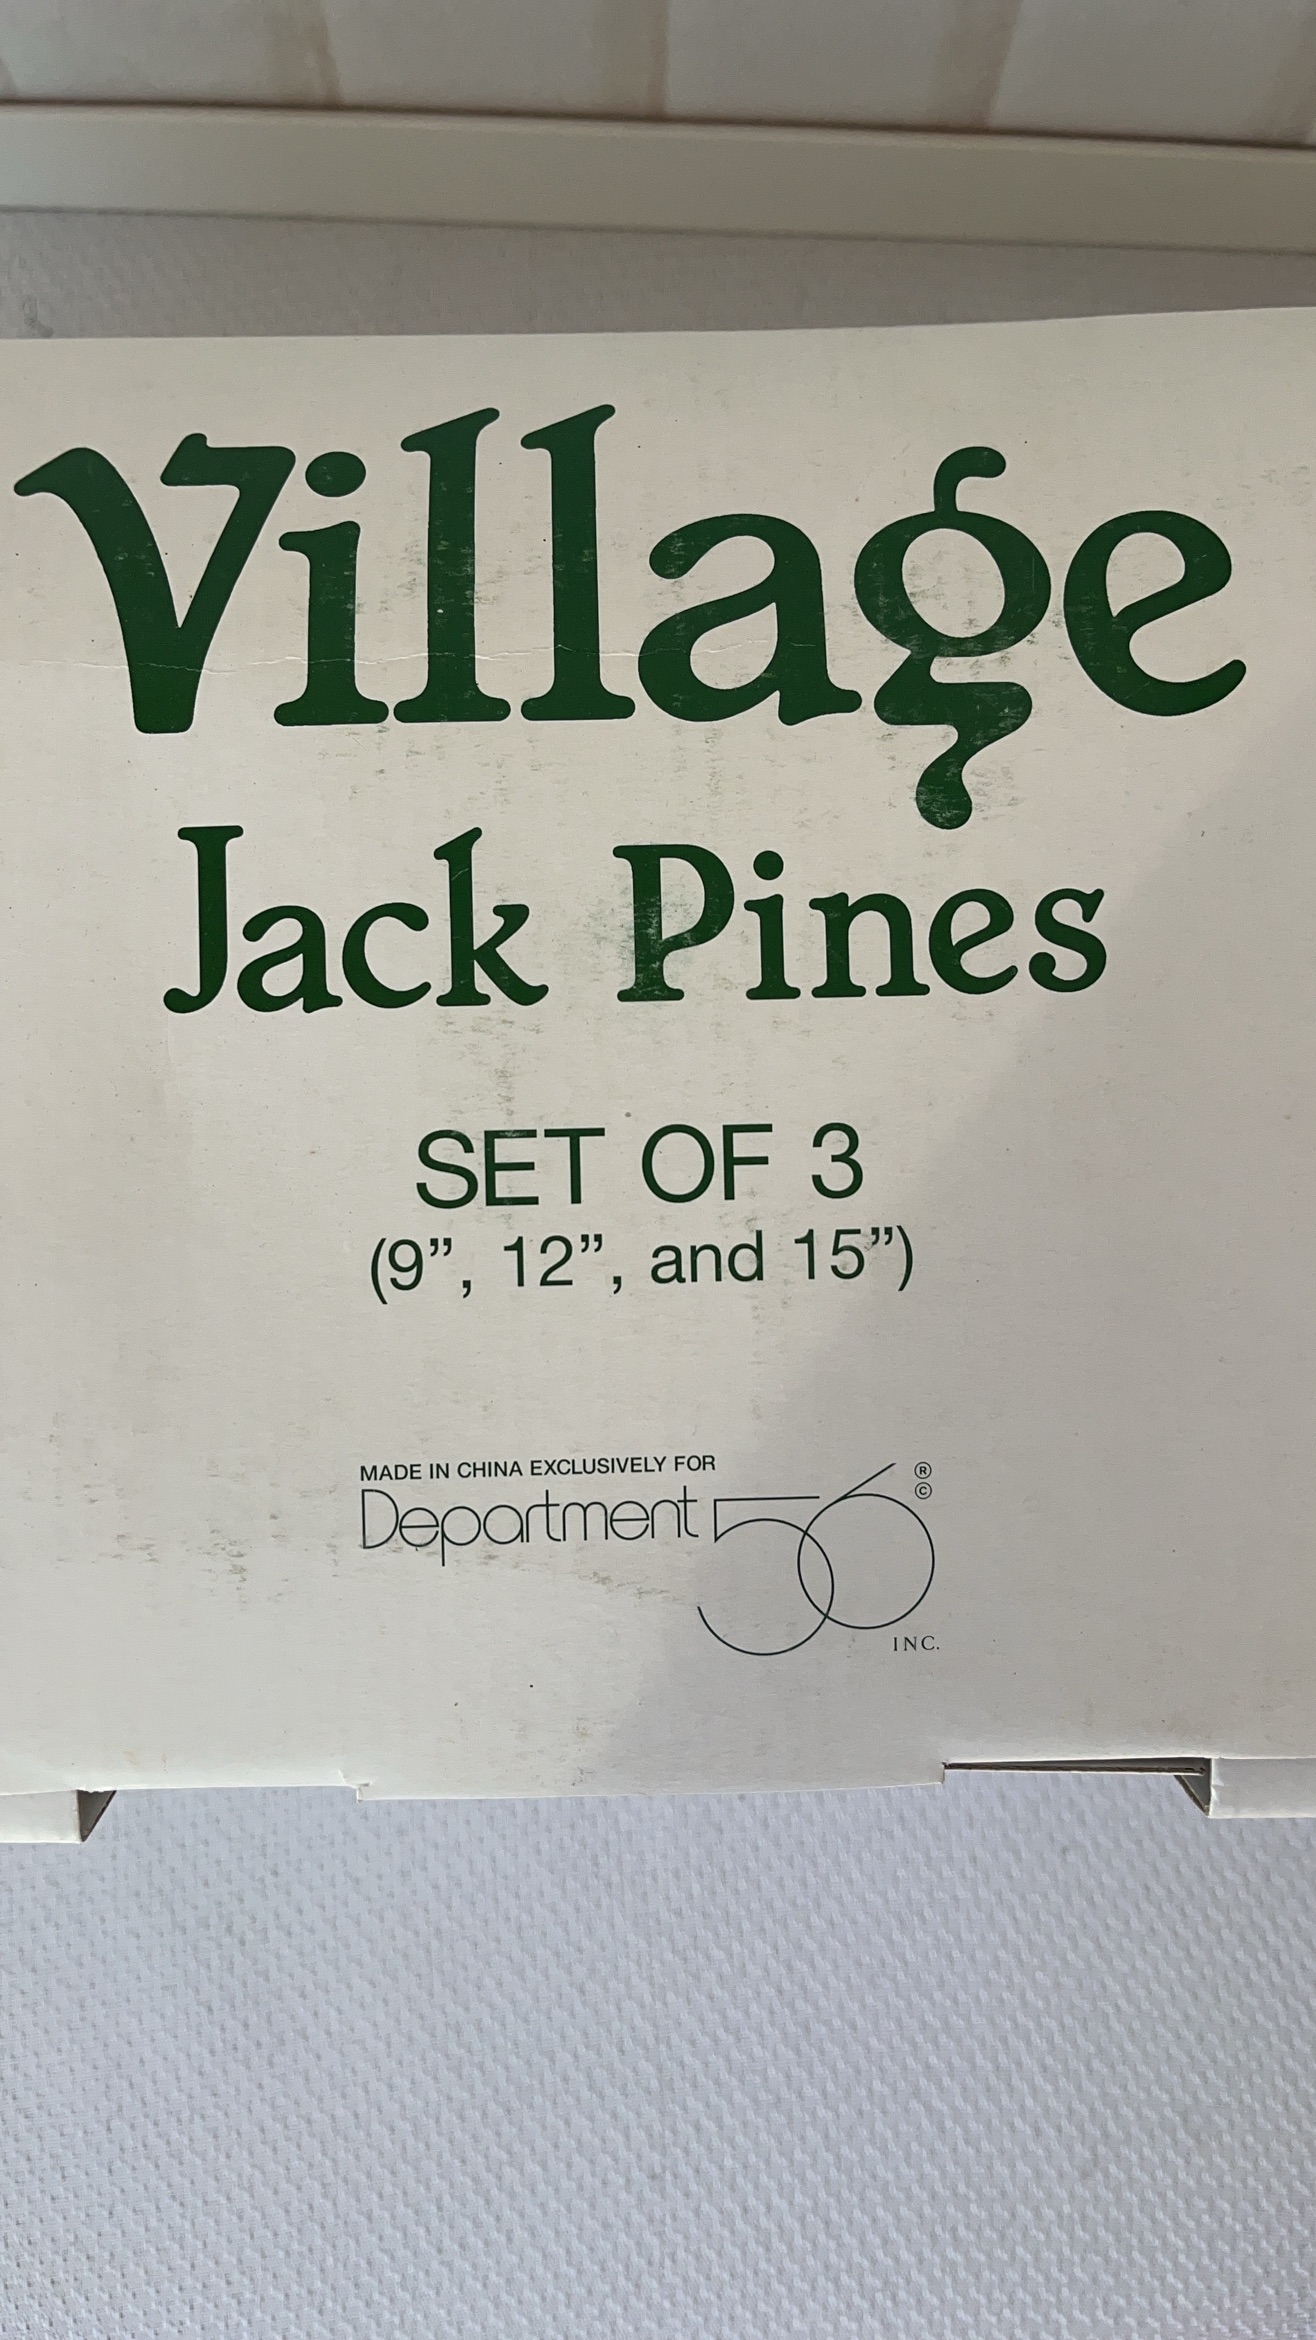 Village
Jack Pines
SET OF 3
(9”, 12”, and 15”)
MADE IN CHINA EXCLUSIVELY FOR
Department 56 ® ©
INC.